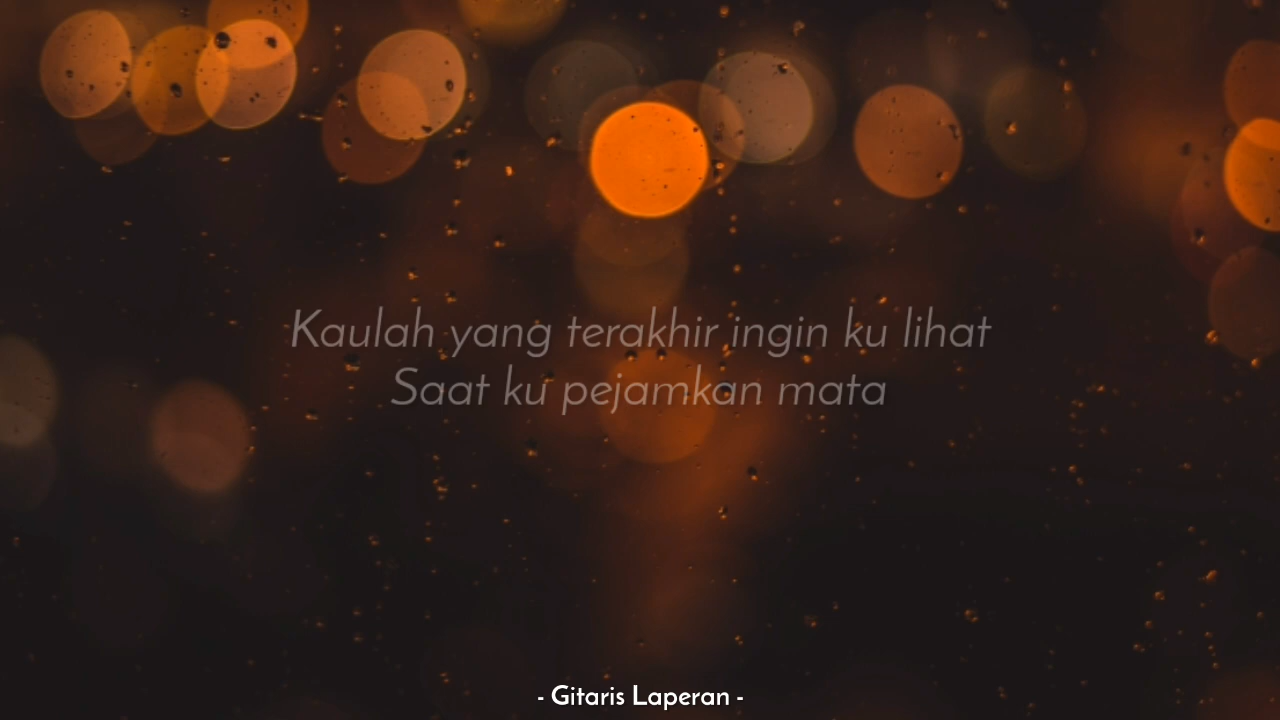 Kaulah yang terakhir ingin ku lihat
Saat ku pejamkan mata
- Gitaris Laperan -